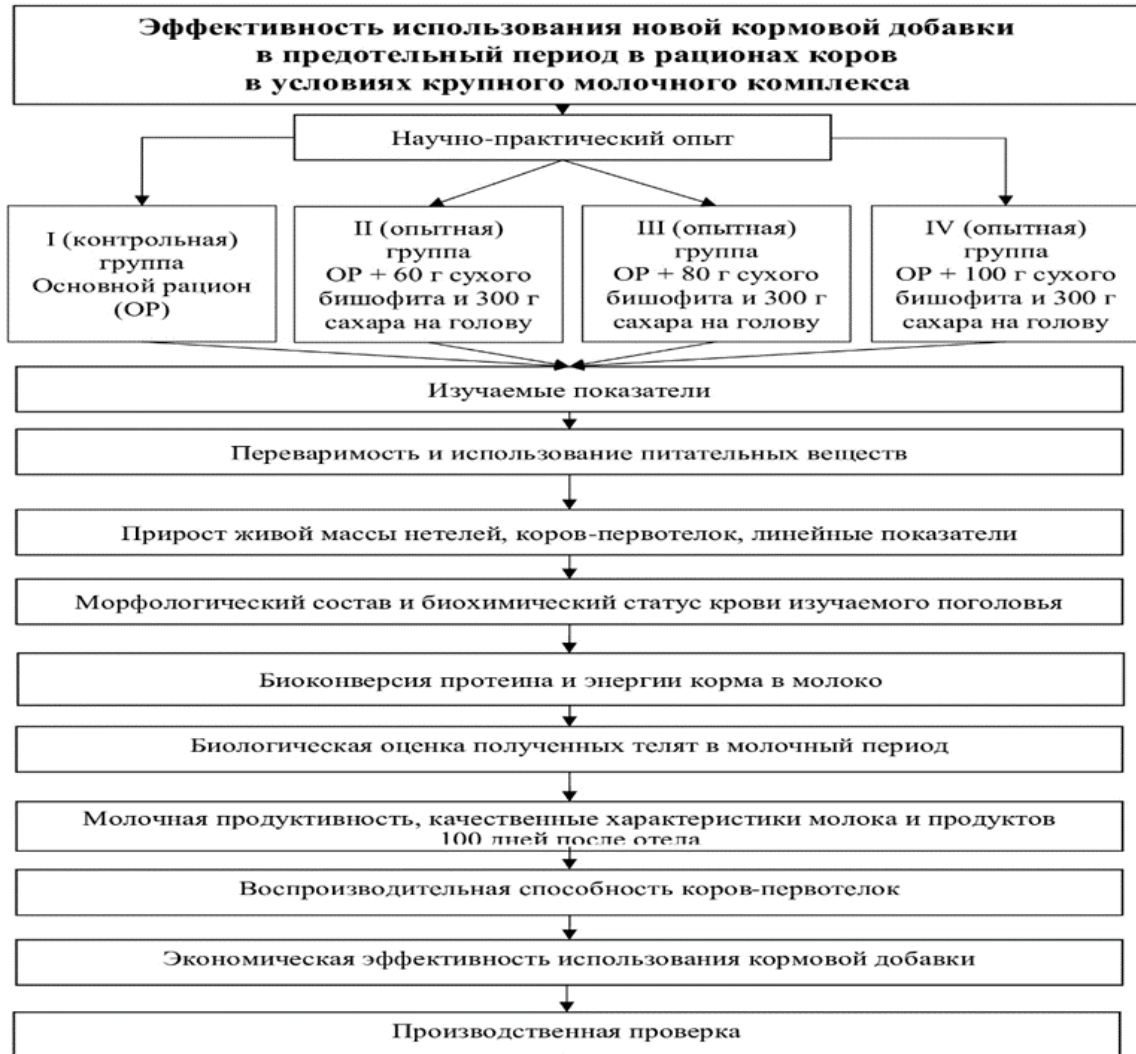 Эффективность использования новой кормовой добавки
в предотельный период в рационах коров
в условиях крупного молочного комплекса
Научно-практический опыт
I (контрольная)
группа
Основной рацион
(ОР)
II (опытная)
группа
ОР + 60 г сухого
бишофита и 300 г
сахара на голову
III (опытная)
группа
ОР + 80 г сухого
бишофита и 300 г
сахара на голову
IV (опытная)
группа
ОР + 100 г сухого
бишофита и 300 г
сахара на голову
Изучаемые показатели
Переваримость и использование питательных веществ
Прирост живой массы нетелей, коров-первотелок, линейные показатели
Морфологический состав и биохимический статус крови изучаемого поголовья
Биоконверсия протеина и энергии корма в молоко
Биологическая оценка полученных телят в молочный период
Молочная продуктивность, качественные характеристики молока и продуктов
100 дней после отела
Воспроизводительная способность коров-первотелок
Экономическая эффективность использования кормовой добавки
Производственная проверка